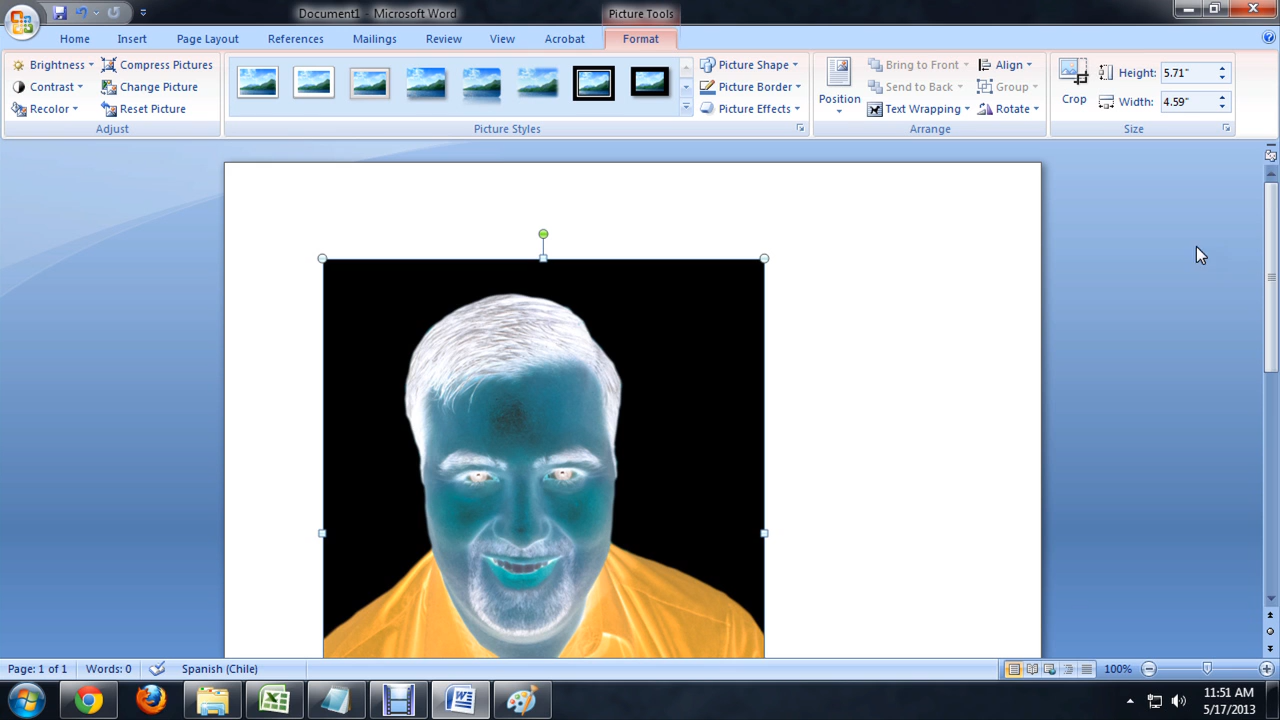 Document1 - Microsoft Word
Picture Tools
Home Insert Page Layout References Mailings Review View Acrobat Format
Brightness Compress Pictures Picture Shape Bring to Front Align Height: 5.71"
Contrast Change Picture Picture Border Send to Back Group
Position Crop
Recolor Reset Picture Picture Effects Text Wrapping Rotate Width: 4.59"
Adjust Picture Styles Arrange Size
Page: 1 of 1 Words: 0 Spanish (Chile) 100%
11:51 AM
5/17/2013